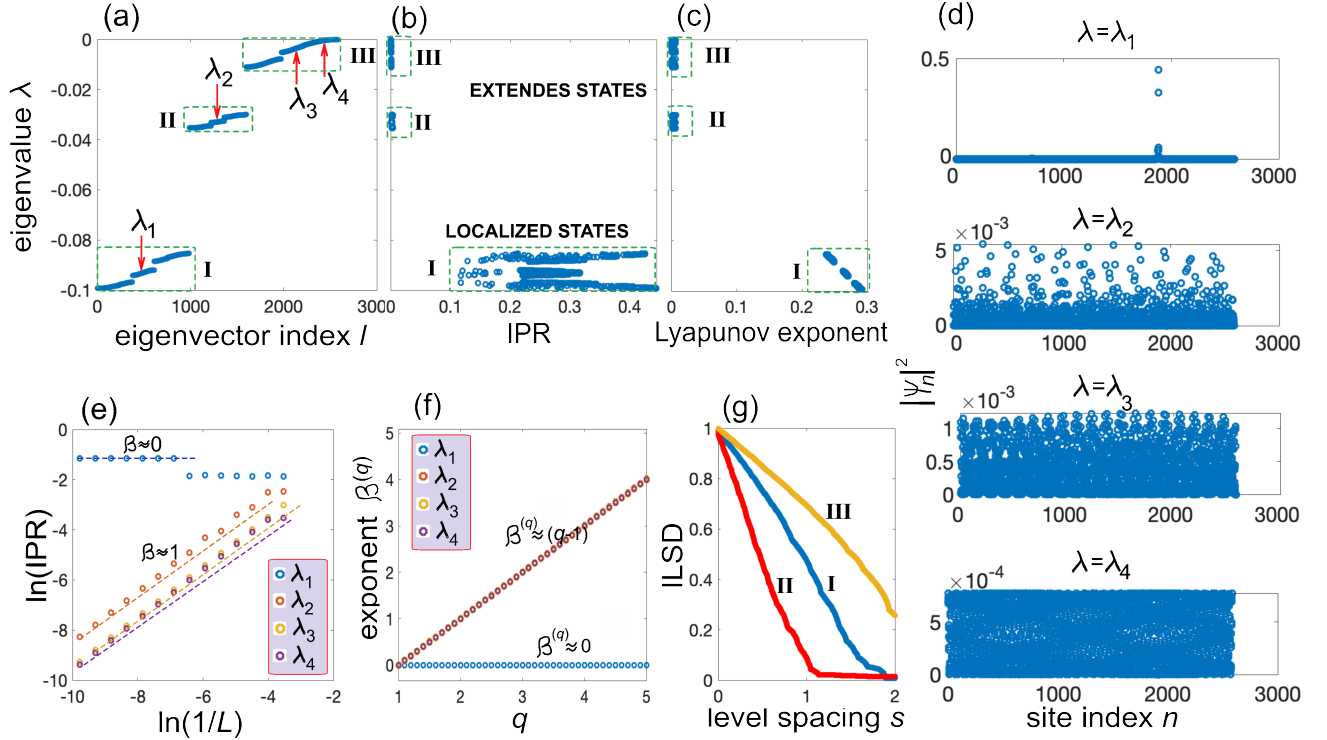 (a)
eigenvalue λ
0
-0.02
-0.04
-0.06
-0.08
-0.1
λ1
λ2
λ3
λ4
III
II
I
0
1000
2000
3000
eigenvector index l
(b)
III
II
EXTENDES STATES
LOCALIZED STATES
I
0
0.1
0.2
0.3
0.4
IPR
(c)
III
II
I
0
0.1
0.2
0.3
Lyapunov exponent
(d)
λ=λ1
0.5
0
0
1000
2000
3000
λ=λ2
×10-3
5
0
0
1000
2000
3000
|ψn|2
λ=λ3
×10-3
1
0.5
0
0
1000
2000
3000
λ=λ4
×10-4
5
0
0
1000
2000
3000
site index n
(e)
ln(IPR)
0
-2
-4
-6
-8
-10
β≈0
β≈1
λ1
λ2
λ3
λ4
-10
-8
-6
-4
-2
ln(1/L)
(f)
exponent β(q)
5
4
3
2
1
0
λ1
λ2
λ3
λ4
β(q)≈(q-1)
β(q)≈0
1
2
3
4
5
q
(g)
ILSD
1
0.8
0.6
0.4
0.2
0
III
II
I
0
1
2
level spacing s